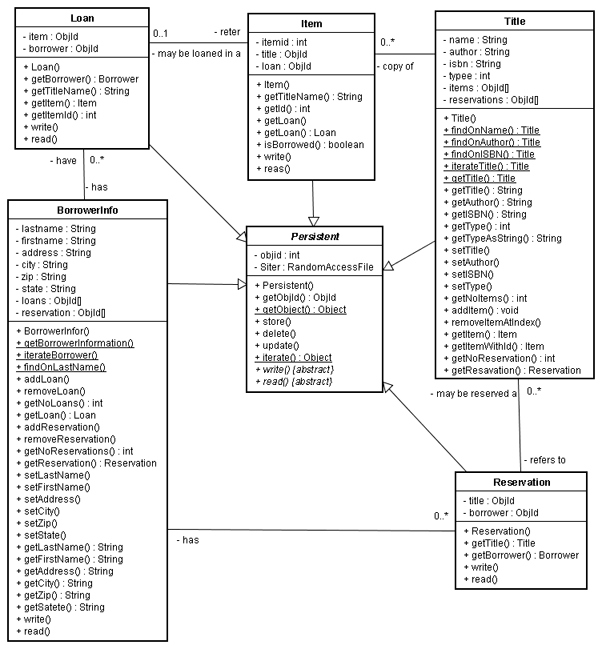 Loan
- item : ObjId
- borrower : ObjId
+ Loan()
+ getBorrower() : Borrower
+ getTitleName() : String
+ getItem() : Item
+ getItemId() : int
+ write()
+ read()
0..1
- reter
- may be loaned in a
Item
- itemid : int
- title : ObjId
- loan : ObjId
+ Item()
+ getTitleName() : String
+ getId() : int
+ getLoan()
+ getLoan() : Loan
+ isBorrowed() : boolean
+ write()
+ reas()
0..*
- copy of
Title
- name : String
- author : String
- isbn : String
- typee : int
- items : ObjId[]
- reservations : ObjId[]
+ Title()
+ findOnName() : Title
+ findOnAuthor() : Title
+ findOnISBN() : Title
+ iterateTitle() : Title
+ getTitle() : Title
+ getTitle() : String
+ getAuthor() : String
+ getISBN() : String
+ getType() : int
+ getTypeAsString() : String
+ setTitle()
+ setAuthor()
+ setISBN()
+ setType()
+ getNoItems() : int
+ addItem() : void
+ removeItemAtIndex()
+ getItem() : Item
+ getItemWithId() : Item
+ getNoReservation() : int
+ getResavation() : Reservation
- have
0..*
- has
BorrowerInfo
- lastname : String
- firstname : String
- address : String
- city : String
- zip : String
- state : String
- loans : ObjId[]
- reservation : ObjId[]
+ BorrowerInfor()
+ getBorrowerInformation()
+ iterateBorrower()
+ findOnLastName()
+ addLoan()
+ removeLoan()
+ getNoLoans() : int
+ getLoan() : Loan
+ addReservation()
+ removeReservation()
+ getNoReservations() : int
+ getReservation() : Reservation
+ setLastName()
+ setFirstName()
+ setAddress()
+ setCity()
+ setZip()
+ setState()
+ getLastName() : String
+ getFirstName() : String
+ getAddress() : String
+ getCity() : String
+ getZip() : String
+ getSatete() : String
+ write()
+ read()
Persistent
- objid : int
- Siter : RandomAccessFile
+ Persistent()
+ getObjId() : ObjId
+ getObject() : Object
+ store()
+ delete()
+ update()
+ iterate() : Object
+ write() {abstract}
+ read() {abstract}
- may be reserved a
0..*
- refers to
0..*
- has
Reservation
- title : ObjId
- borrower : ObjId
+ Reservation()
+ getTitle() : Title
+ getBorrower() : Borrower
+ write()
+ read()